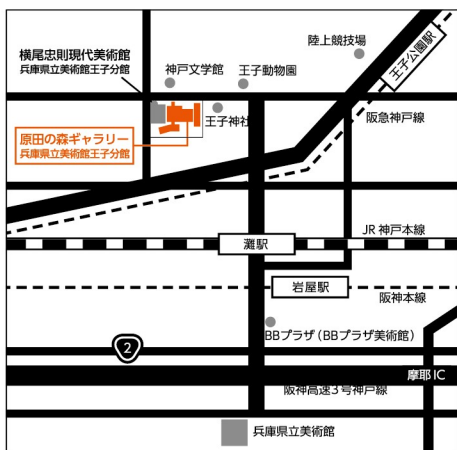 陸上競技場
王子公園駅
横尾忠則現代美術館
兵庫県立美術館王子分館
神戸文学館
王子動物園
原田の森ギャラリー
兵庫県立美術館王子分館
王子神社
阪急神戸線
JR 神戸本線
灘駅
岩屋駅
阪神本線
BBプラザ(BBプラザ美術館)
2
摩耶IC
阪神高速3号神戸線
兵庫県立美術館